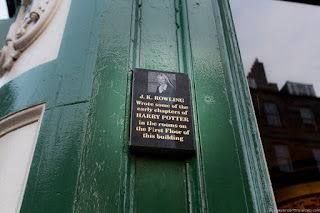 J. K. ROWLING
Wrote some of the
early chapters of
HARRY POTTER
in the rooms on
the First Floor of
this building